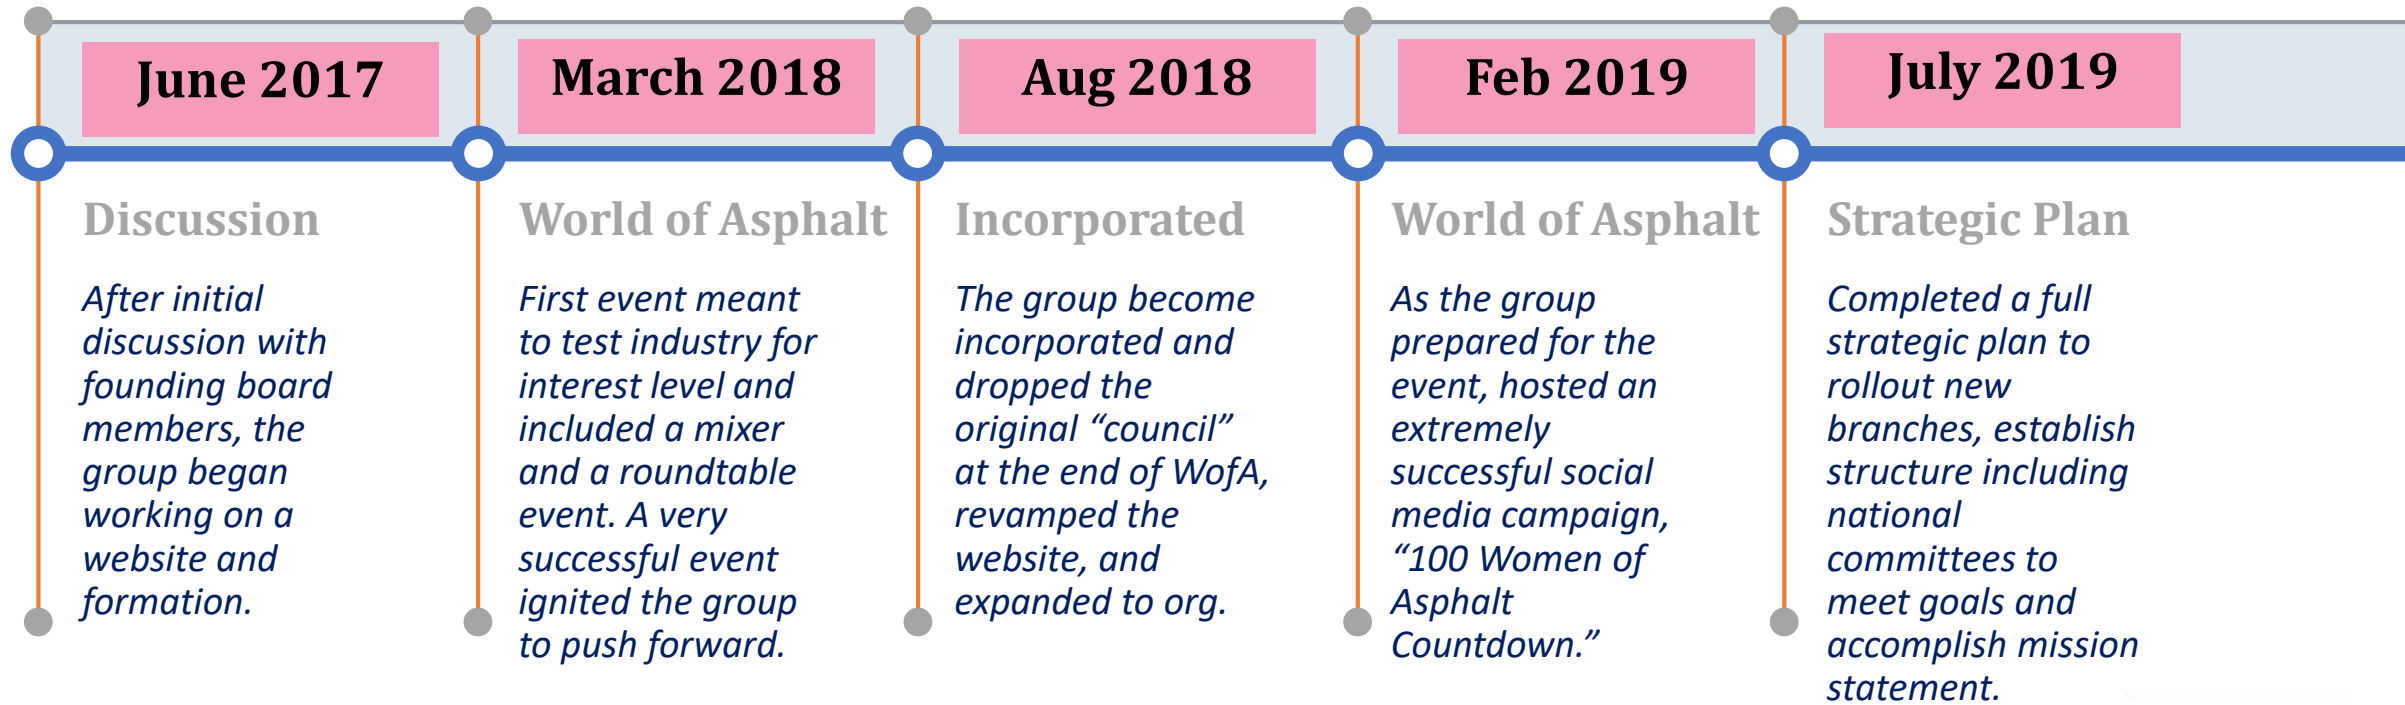 June 2017
Discussion
After initial
discussion with
founding board
members, the
group began
working on a
website and
formation.
March 2018
World of Asphalt
First event meant
to test industry for
interest level and
included a mixer
and a roundtable
event. A very
successful event
ignited the group
to push forward.
Aug 2018
Incorporated
The group become
incorporated and
dropped the
original “council”
at the end of WofA,
revamped the
website, and
expanded to org.
Feb 2019
World of Asphalt
As the group
prepared for the
event, hosted an
extremely
successful social
media campaign,
“100 Women of
Asphalt
Countdown.”
July 2019
Strategic Plan
Completed a full
strategic plan to
rollout new
branches, establish
structure including
national
committees to
meet goals and
accomplish mission
statement.